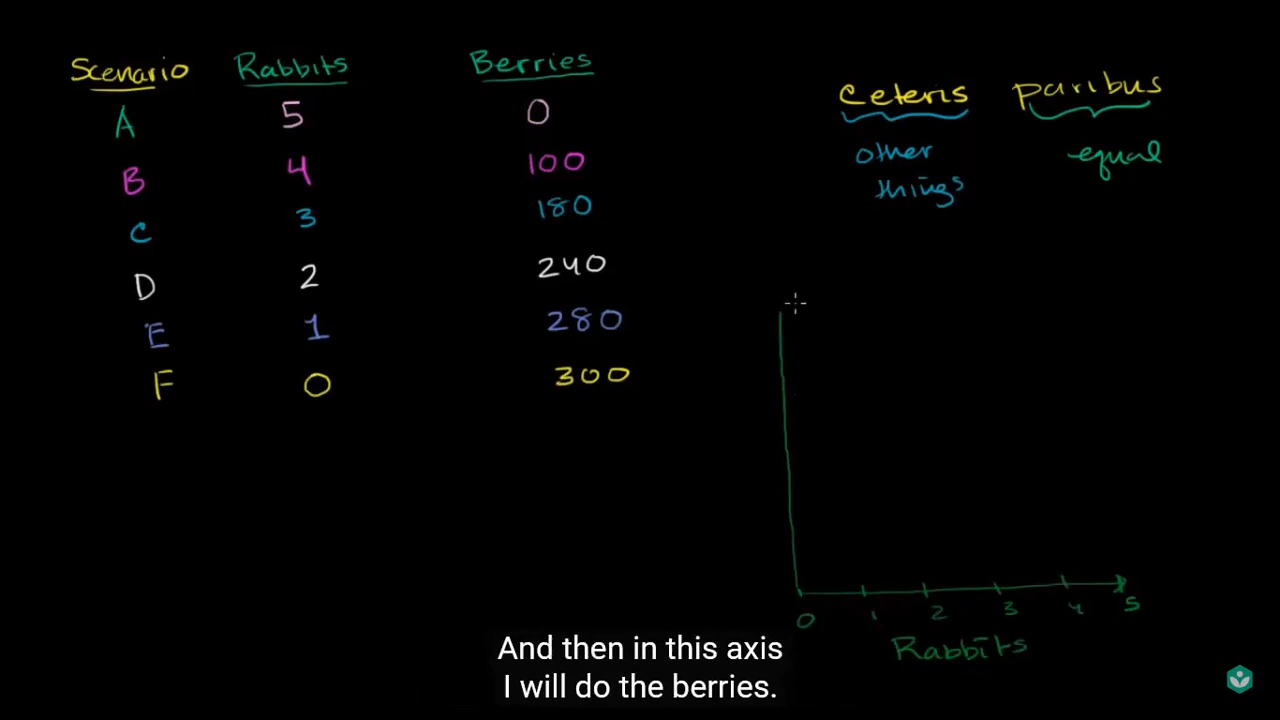 Scenario Rabbits Berries
A 5 0
B 4 100
C 3 180
D 2 240
E 1 280
F 0 300
Ceteris paribus
other equal
things
0 1 2 3 4 5
Rabbits
And then in this axis
I will do the berries.